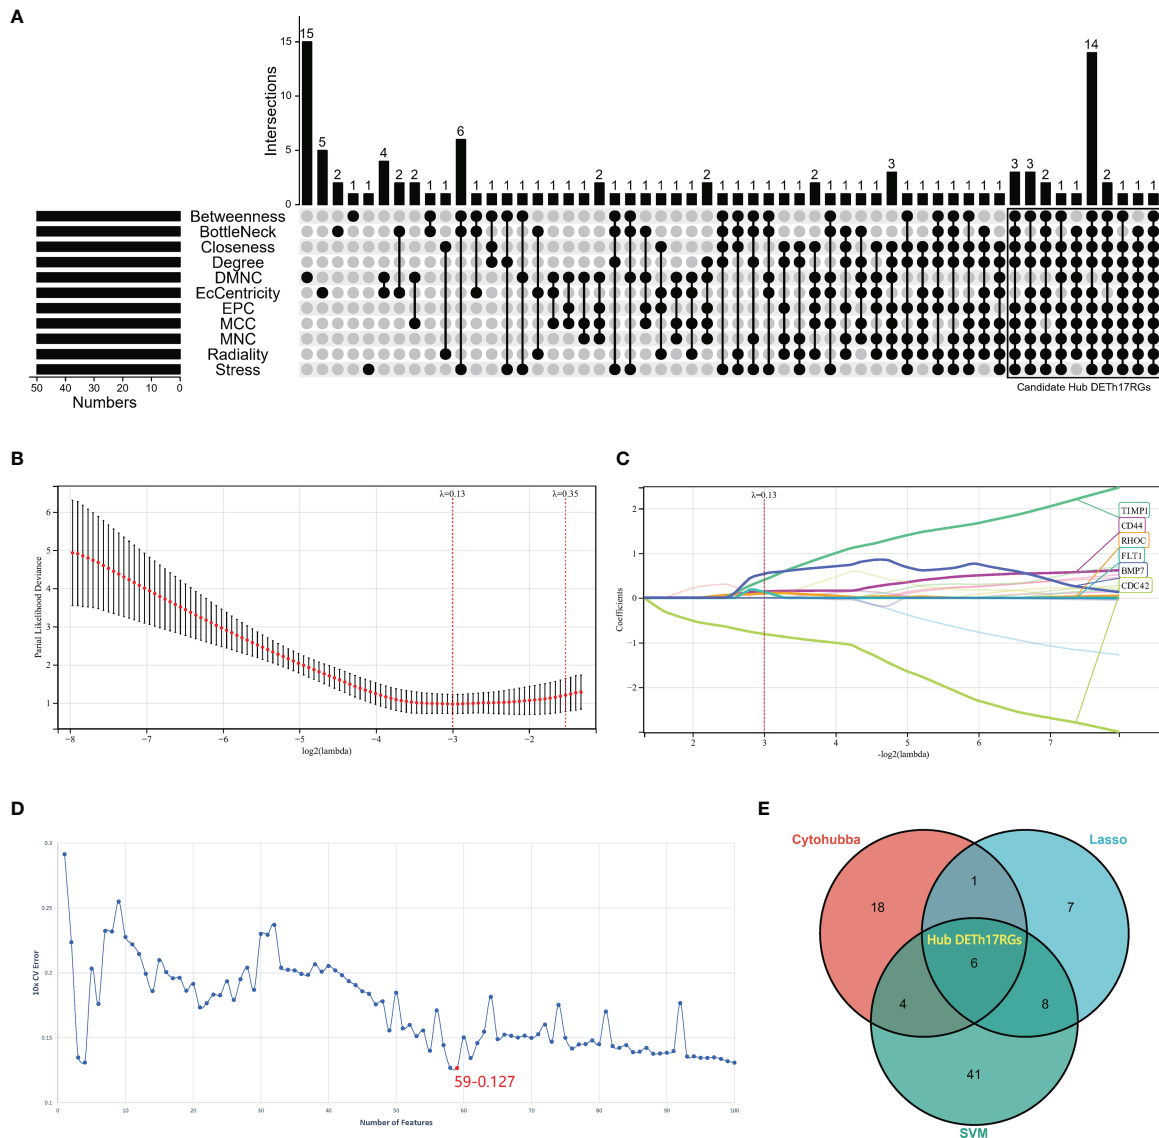 A
Intersections
15
10
5
0
15 5 2 1 1 4 2 2 1 1 6 1 1 1 1 1 1 1 1 2 1 1 1 1 1 1 2 1 1 1 1 1 1 2 1 1 1 1 3 1 1 1 1 1 1 1 3 3 2 1 1 14 2 1 1 1
Betweenness
BottleNeck
Closeness
Degree
DMNC
EcCentricity
EPC
MCC
MNC
Radiality
Stress
50 40 30 20 10 0
Numbers
Candidate Hub DETh17RGs
B
λ=0.13
λ=0.35
Parial Likelihood Deviance
6
5
4
3
2
1
−8 −7 −6 −5 −4 −3 −2
log2(lambda)
C
λ=0.13
Coefficients
2
1
0
−1
−2
TIMP1
CD44
RHOC
FLT1
BMP7
CDC42
2 3 4 5 6 7
-log2(lambda)
D
10x CV Error
0.3
0.25
0.2
0.15
0.1
59-0.127
0 10 20 30 40 50 60 70 80 90 100
Number of Features
E
Cytohubba
Lasso
1
18
7
Hub DETh17RGs
6
4
8
41
SVM